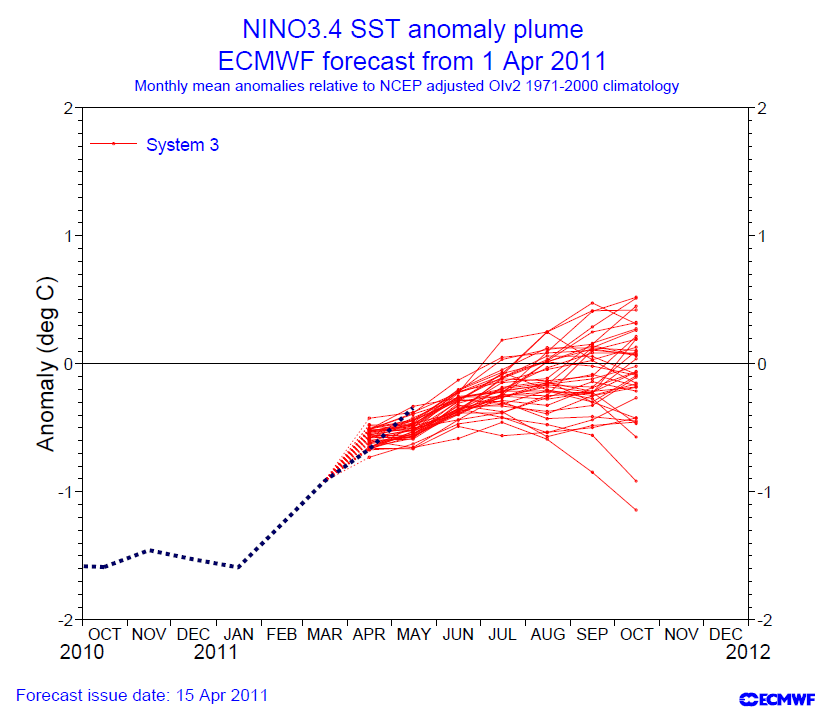 NINO3.4 SST anomaly plume
ECMWF forecast from 1 Apr 2011
Monthly mean anomalies relative to NCEP adjusted OIv2 1971-2000 climatology
2 2
System 3
1 1
Anomaly (deg C)
0 0
-1 -1
-2 -2
OCT NOV DEC JAN FEB MAR APR MAY JUN JUL AUG SEP OCT NOV DEC
2010 2011 2012
Forecast issue date: 15 Apr 2011
ECMWF